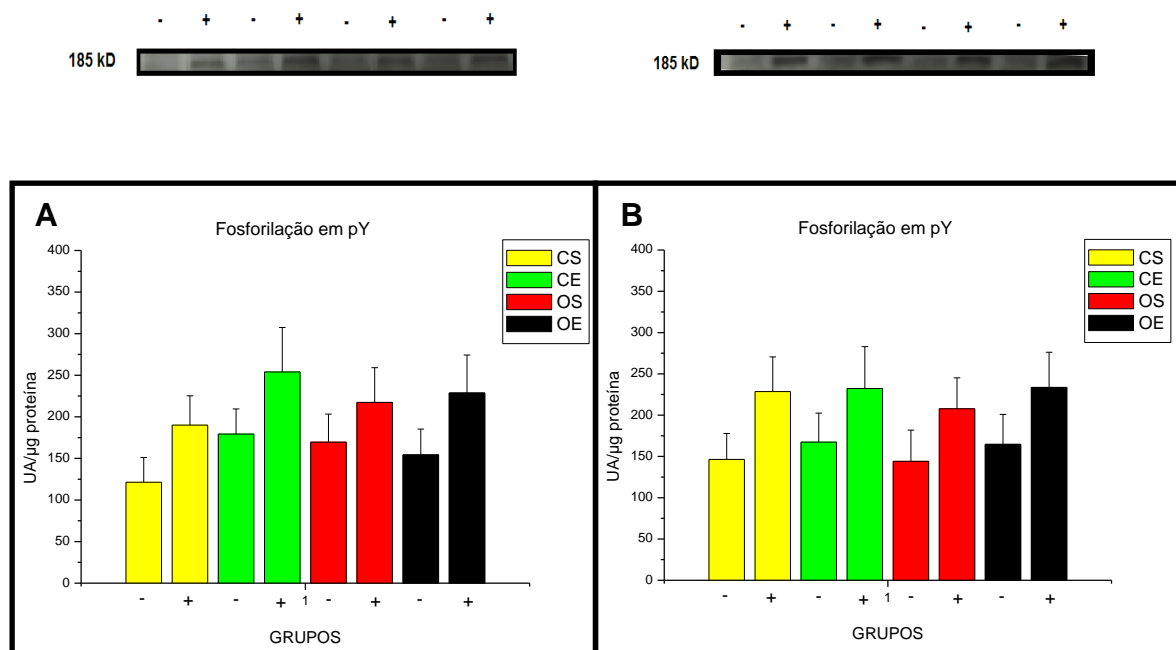 - + - + - + - +
185 kD
- + - + - + - +
185 kD
A
Fosforilação em pY
400
350
300
250
200
150
100
50
0
UA/µg proteína
CS
CE
OS
OE
- + - + 1 - + - +
GRUPOS
B
Fosforilação em pY
400
350
300
250
200
150
100
50
0
UA/µg proteína
CS
CE
OS
OE
- + - + 1 - + - +
GRUPOS